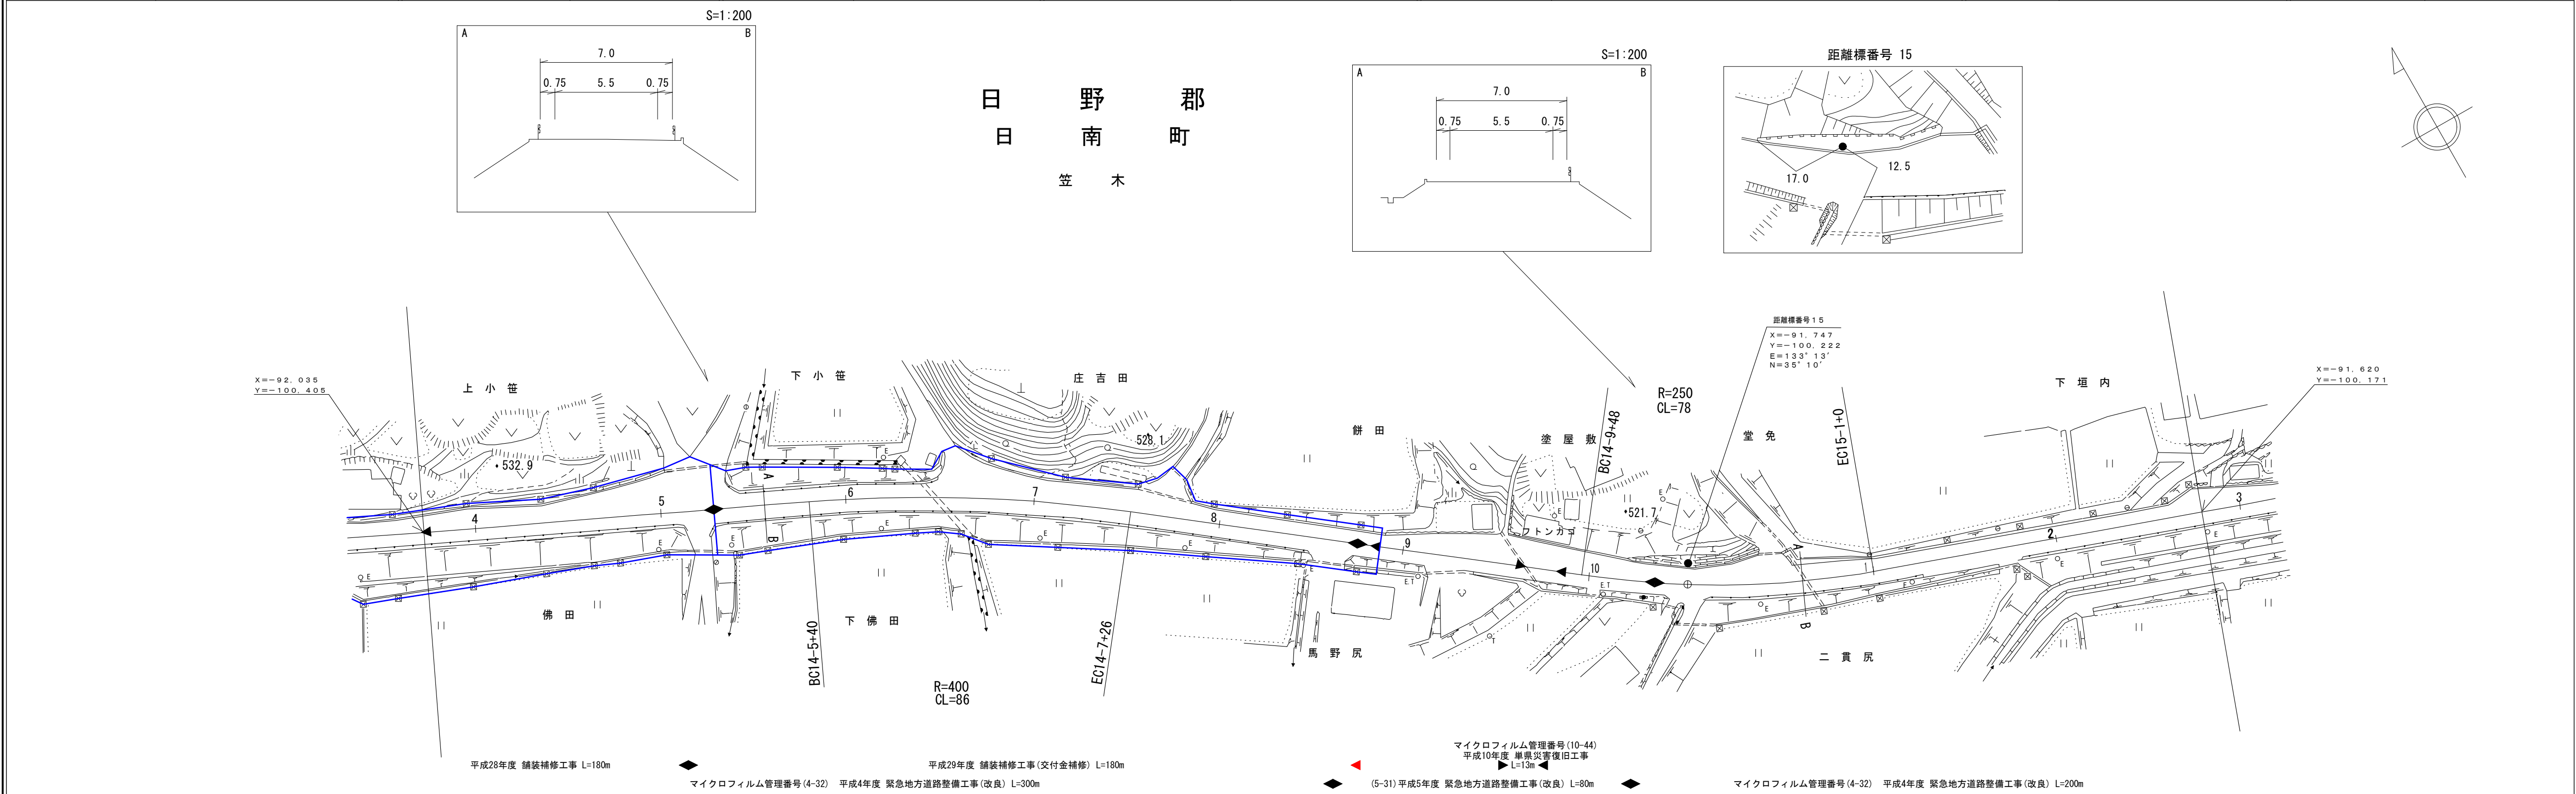 S=1:200
A
B
7.0
0.75
5.5
0.75
日野郡
日南町
笠木
S=1:200
A
B
7.0
0.75
5.5
0.75
距離標番号 15
17.0
12.5
距離標番号15
X=-91,747
Y=-100,222
E=133°13′
N=35°10′
X=-92,035
Y=-100,405
X=-91,620
Y=-100,171
上小笹
下小笹
庄吉田
餅田
塗屋敷
堂免
下垣内
R=250
CL=78
BC14-9+48
EC15-1+0
532.9
528.1
521.7
フトンカゴ
4
5
6
7
8
9
10
1
2
3
A
B
A
B
E
E
E
E
E
E
E
E
E
E
E
E
E
E
E.T
E.T
T
佛田
下佛田
馬野尻
二貫尻
BC14-5+40
EC14-7+26
R=400
CL=86
マイクロフィルム管理番号(10-44)
平成10年度 単県災害復旧工事
L=13m
平成28年度 舗装補修工事 L=180m
平成29年度 舗装補修工事(交付金補修) L=180m
マイクロフィルム管理番号(4-32) 平成4年度 緊急地方道路整備工事(改良) L=300m
(5-31)平成5年度 緊急地方道路整備工事(改良) L=80m
マイクロフィルム管理番号(4-32) 平成4年度 緊急地方道路整備工事(改良) L=200m